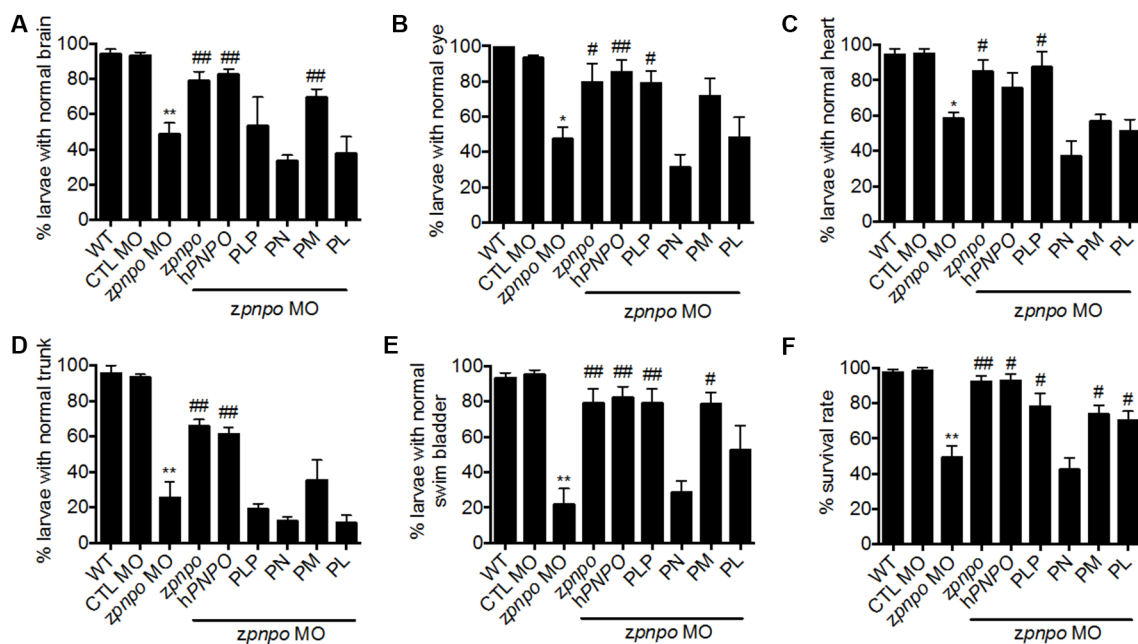 A
% larvae with normal brain
100
80
60
40
20
0
**
##
##
##
WT
CTL MO
zpnpo MO
zpnpo
hPNPO
PLP
PN
PM
PL
zpnpo MO
B
% larvae with normal eye
100
80
60
40
20
0
*
#
##
#
WT
CTL MO
zpnpo MO
zpnpo
hPNPO
PLP
PN
PM
PL
zpnpo MO
C
% larvae with normal heart
100
80
60
40
20
0
*
#
#
WT
CTL MO
zpnpo MO
zpnpo
hPNPO
PLP
PN
PM
PL
zpnpo MO
D
% larvae with normal trunk
100
80
60
40
20
0
**
##
##
WT
CTL MO
zpnpo MO
zpnpo
hPNPO
PLP
PN
PM
PL
zpnpo MO
E
% larvae with normal
swim bladder
100
80
60
40
20
0
**
##
##
##
#
WT
CTL MO
zpnpo MO
zpnpo
hPNPO
PLP
PN
PM
PL
zpnpo MO
F
% survival rate
100
80
60
40
20
0
**
##
#
#
#
#
WT
CTL MO
zpnpo MO
zpnpo
hPNPO
PLP
PN
PM
PL
zpnpo MO